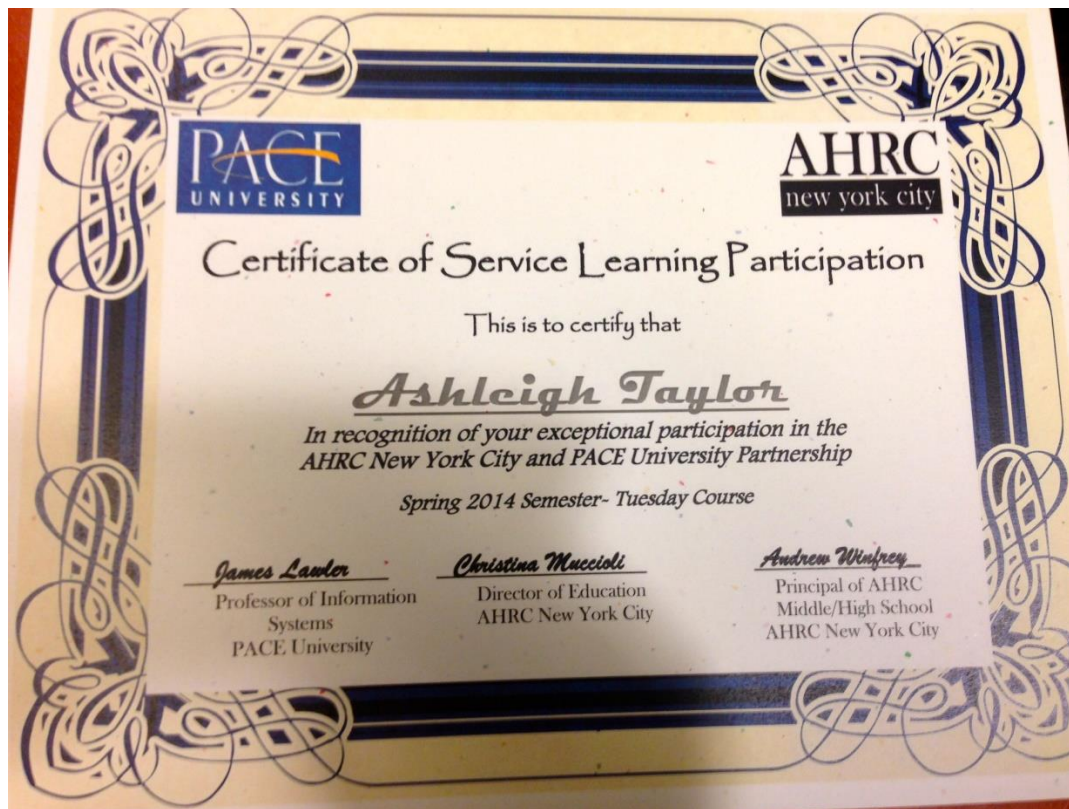 PACE
UNIVERSITY
AHRC
new york city
Certificate of Service Learning Participation
This is to certify that
Ashleigh Taylor
In recognition of your exceptional participation in the
AHRC New York City and PACE University Partnership
Spring 2014 Semester- Tuesday Course
James Lawler
Professor of Information
Systems
PACE University
Christina Muccioli
Director of Education
AHRC New York City
Andrew Winfrey
Principal of AHRC
Middle/High School
AHRC New York City